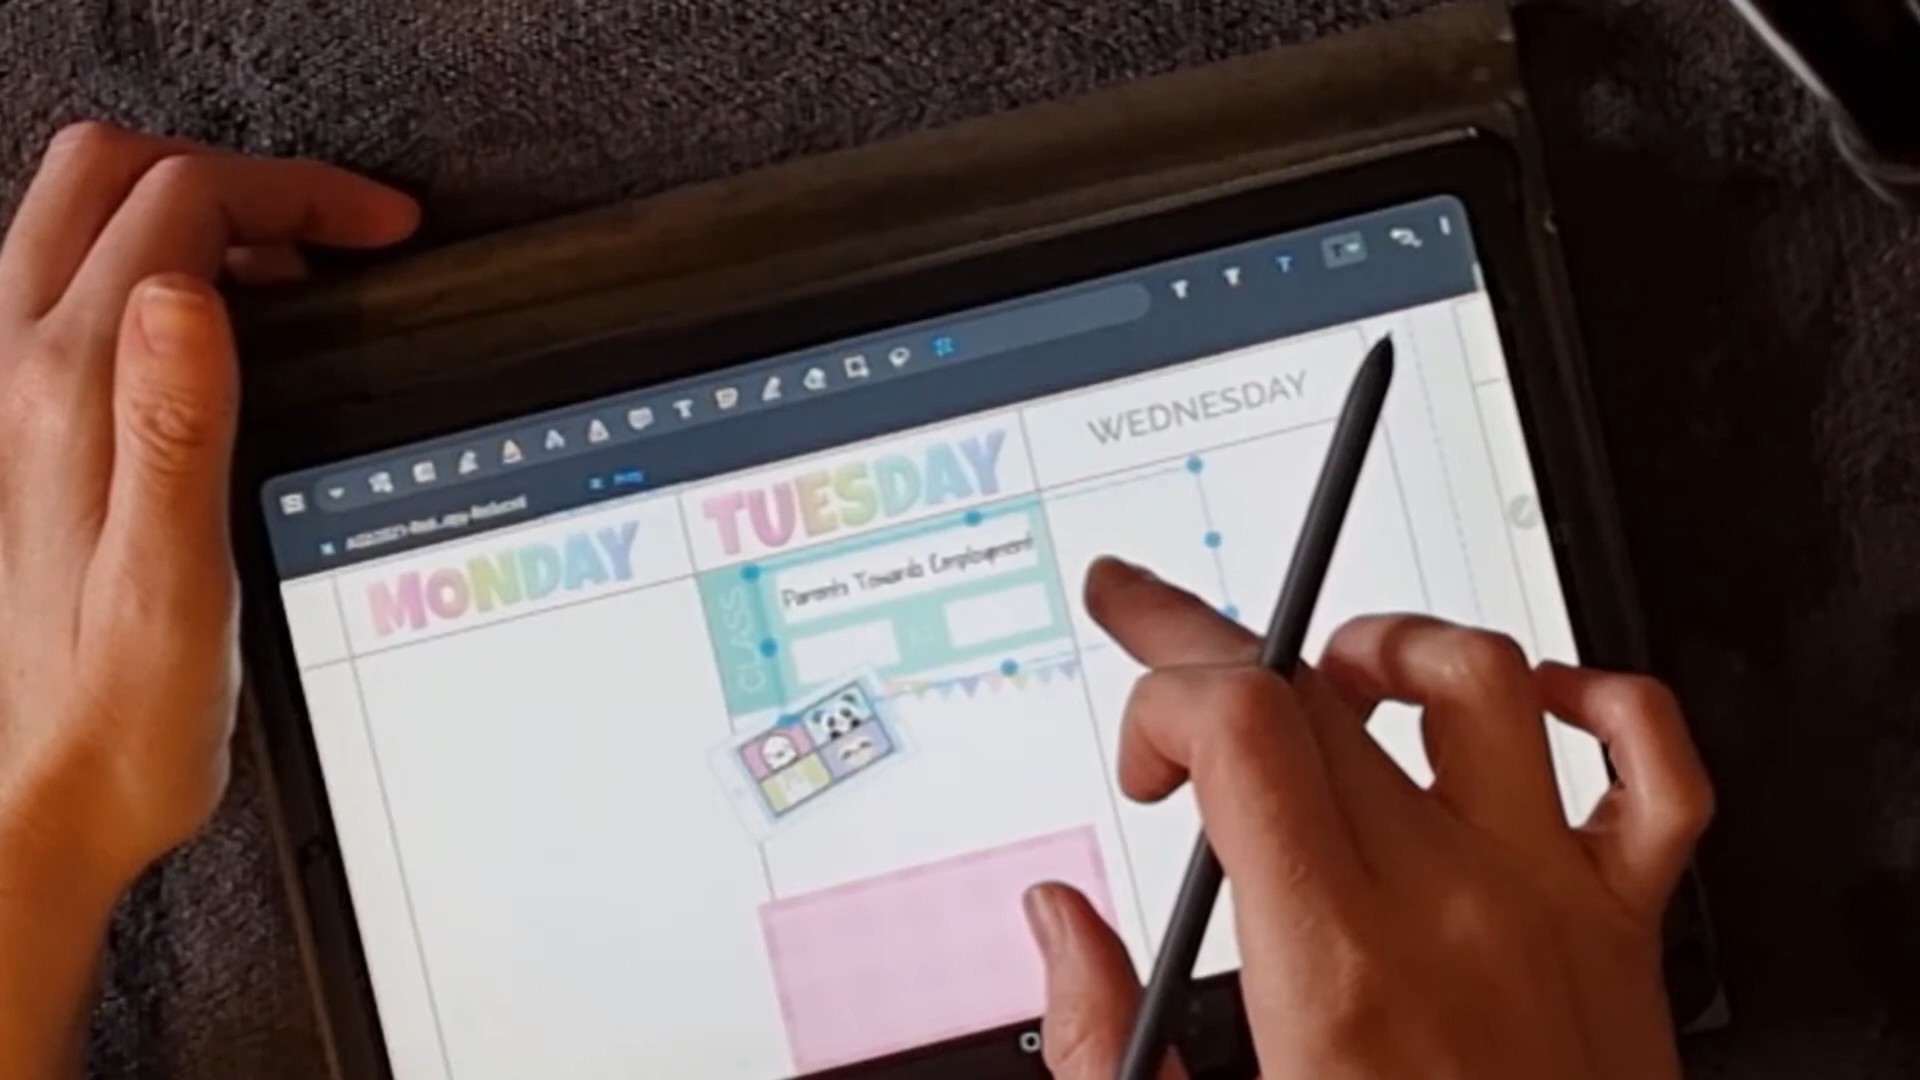 MONDAY
TUESDAY
WEDNESDAY
CLASS
Parents Towards Employment